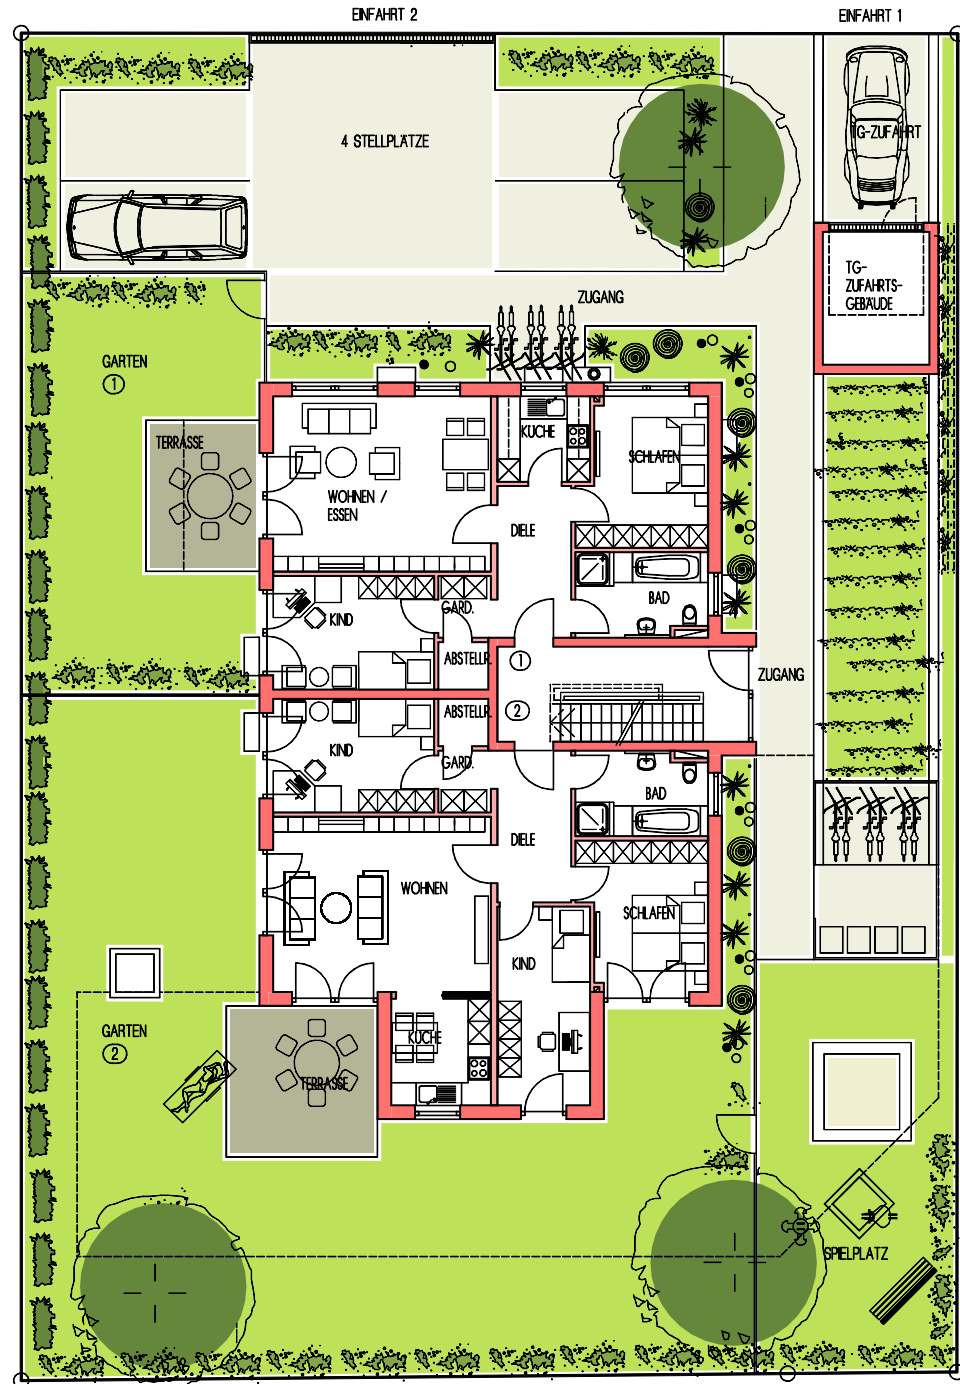 EINFAHRT 2
EINFAHRT 1
4 STELLPLÄTZE
TG-ZUFAHRT
TG-
ZUFAHRTS-
GEBÄUDE
ZUGANG
GARTEN
1
TERRASSE
KÜCHE
SCHLAFEN
WOHNEN /
ESSEN
DIELE
BAD
GARD.
KIND
ABSTELLR.
1
ZUGANG
2
ABSTELLR.
KIND
GARD.
BAD
DIELE
WOHNEN
SCHLAFEN
KIND
GARTEN
2
KÜCHE
TERRASSE
SPIELPLATZ